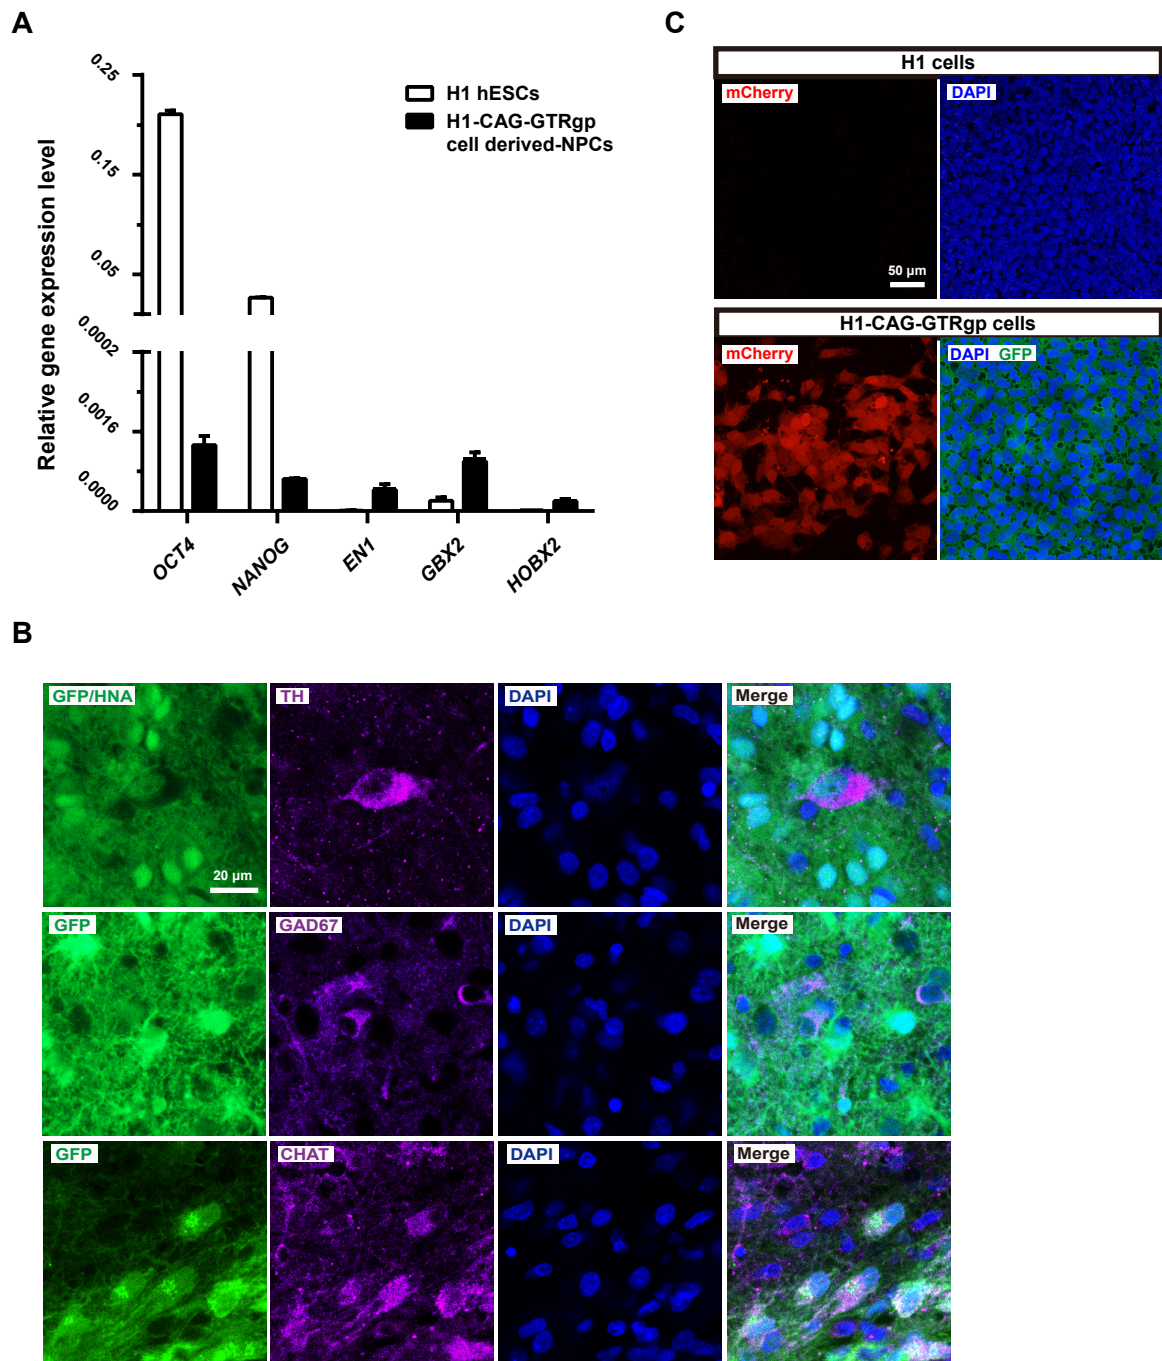 A
0.25
0.15
0.05
0.0002
0.0016
0.0000
Relative gene expression level
H1 hESCs
H1-CAG-GTRgp
cell derived-NPCs
OCT4
NANOG
EN1
GBX2
HOBX2
C
H1 cells
mCherry
DAPI
50 µm
H1-CAG-GTRgp cells
mCherry
DAPI GFP
B
GFP/HNA
TH
DAPI
Merge
20 µm
GFP
GAD67
DAPI
Merge
GFP
CHAT
DAPI
Merge